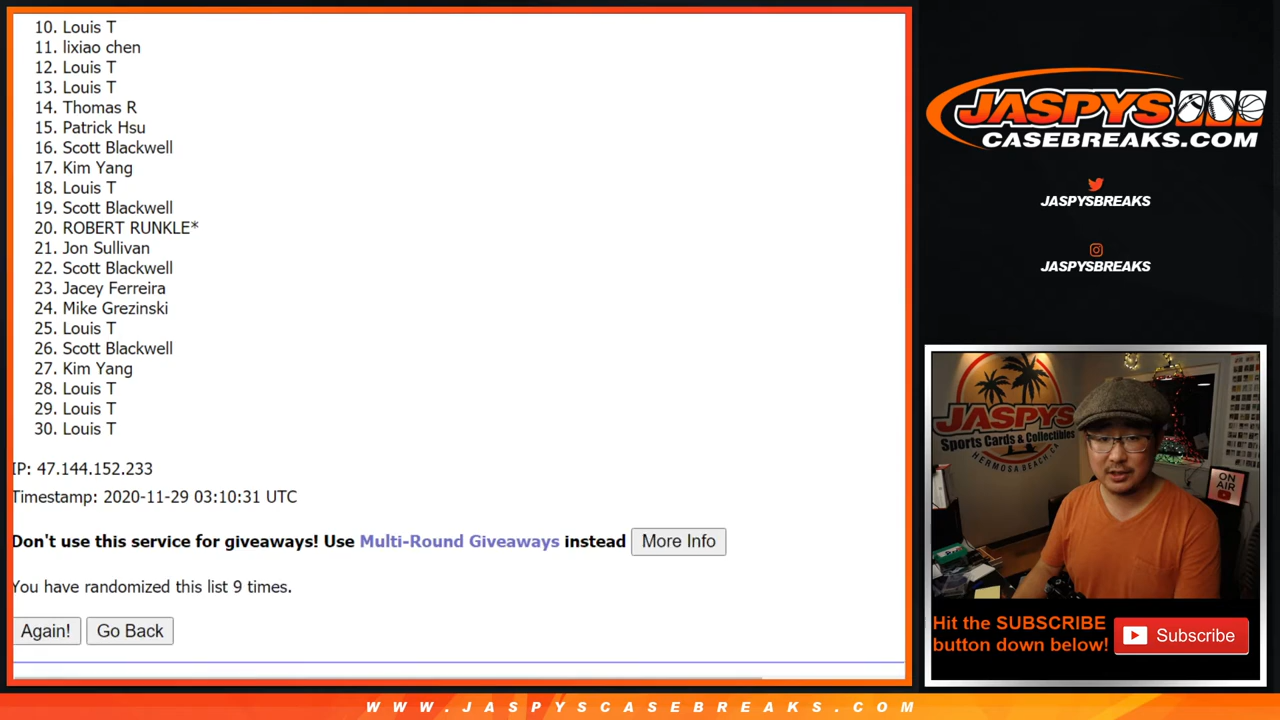 10. Louis T
11. lixiao chen
12. Louis T
13. Louis T
14. Thomas R
15. Patrick Hsu
16. Scott Blackwell
17. Kim Yang
18. Louis T
19. Scott Blackwell
20. ROBERT RUNKLE*
21. Jon Sullivan
22. Scott Blackwell
23. Jacey Ferreira
24. Mike Grezinski
25. Louis T
26. Scott Blackwell
27. Kim Yang
28. Louis T
29. Louis T
30. Louis T
IP: 47.144.152.233
Timestamp: 2020-11-29 03:10:31 UTC
Don't use this service for giveaways! Use Multi-Round Giveaways instead More Info
You have randomized this list 9 times.
Again! Go Back
JASPYS
CASEBREAKS.COM
JASPYSBREAKS
JASPYSBREAKS
JASPYS
Sports Cards & Collectibles
HERMOSA BEACH, CA
ON
AIR
Hit the SUBSCRIBE
button down below!
Subscribe
WWW.JASPYSCASEBREAKS.COM